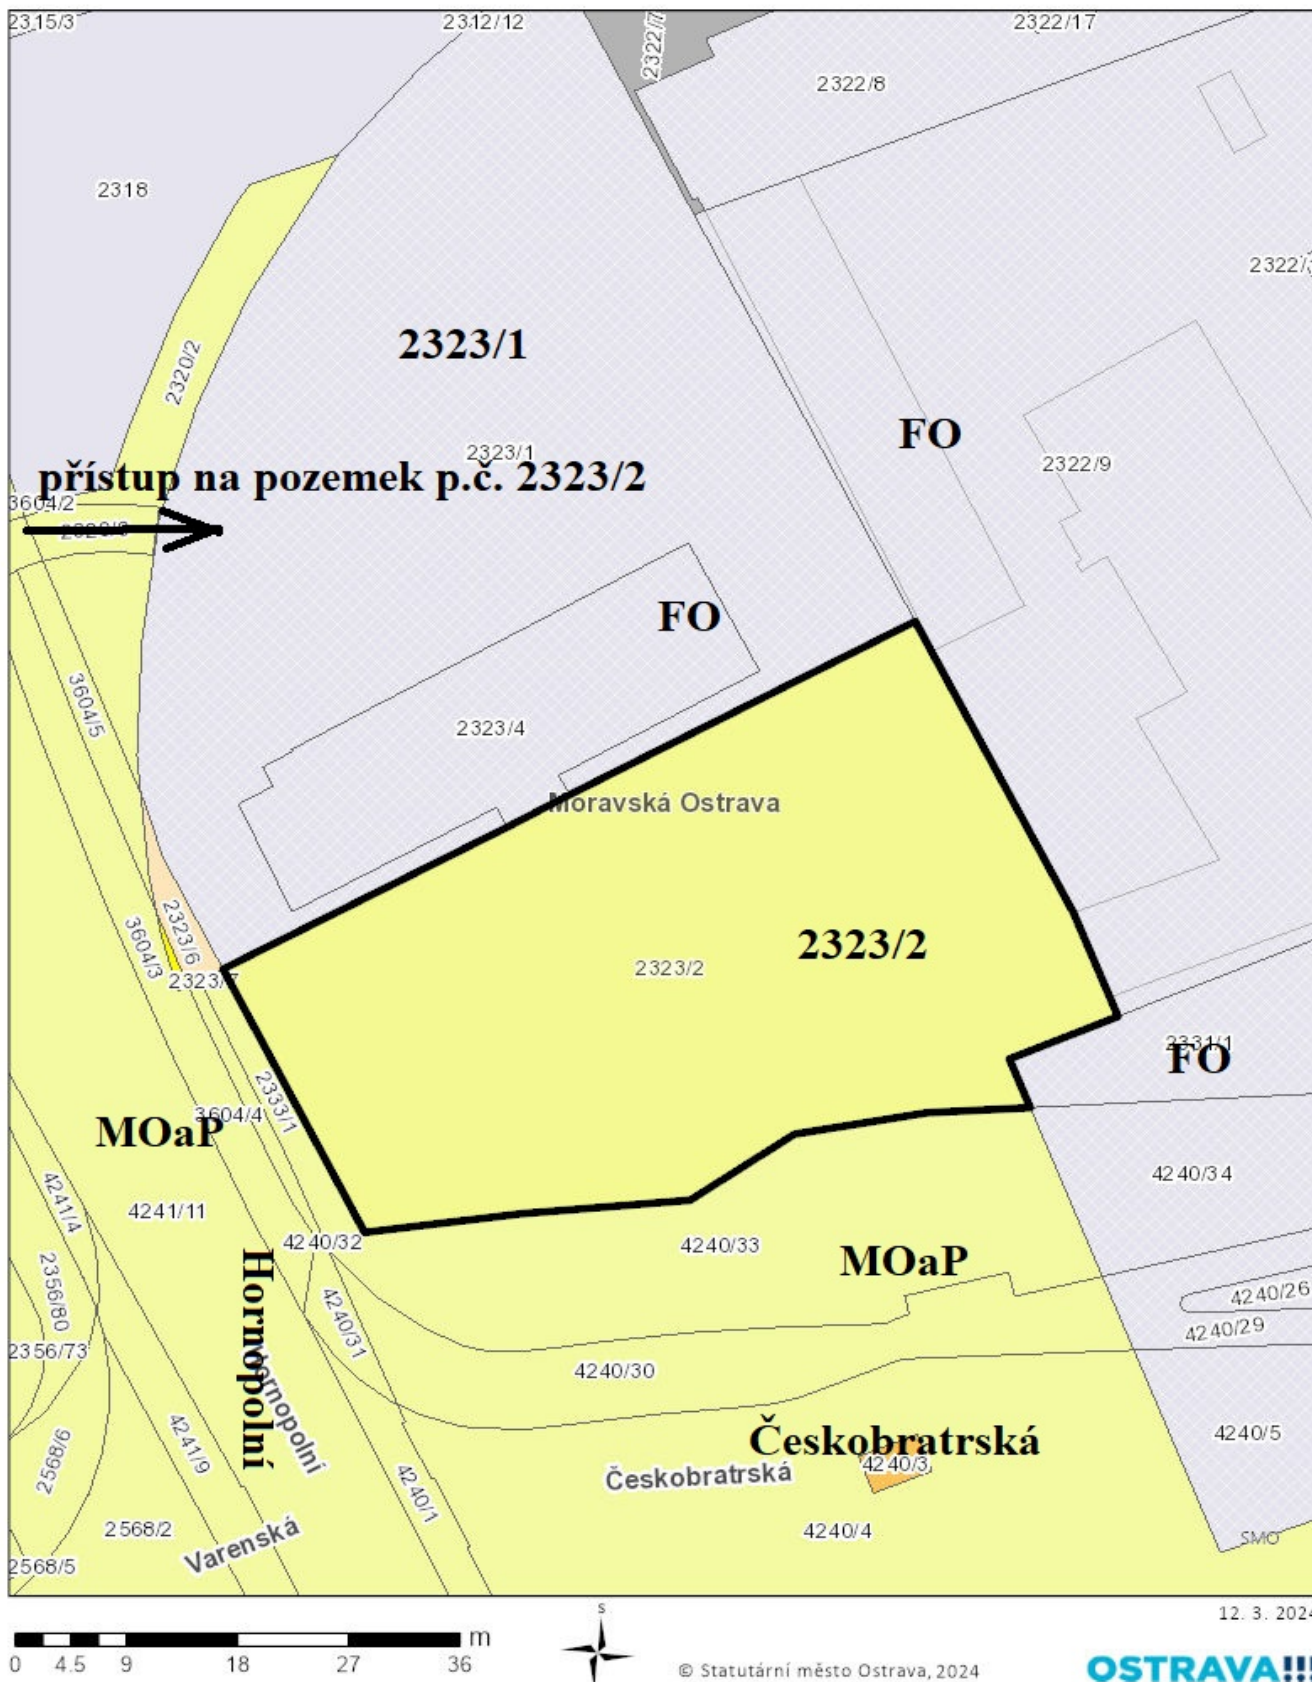 2315/3
2312/12
2322/7
2322/17
2322/8
2318
2322/
2320/2
2323/1
FO
2323/1
2322/9
přístup na pozemek p.č. 2323/2
3604/2
FO
3604/5
2323/4
Moravská Ostrava
2323/6
3604/3
2323/7
2323/2
2323/2
2331/1
FO
2333/1
3604/4
MOaP
4240/34
4241/4
4241/11
4240/32
4240/33
MOaP
Hornopolní
2356/80
4240/31
4240/26
4240/29
2356/73
4240/30
4241/9
Českobratrská
4240/5
2568/6
Českobratrská
4240/3
4240/1
2568/2
Varenská
4240/4
SMO
2568/5
12. 3. 2024
s
m
0 4.5 9 18 27 36
© Statutární město Ostrava, 2024
OSTRAVA!!!